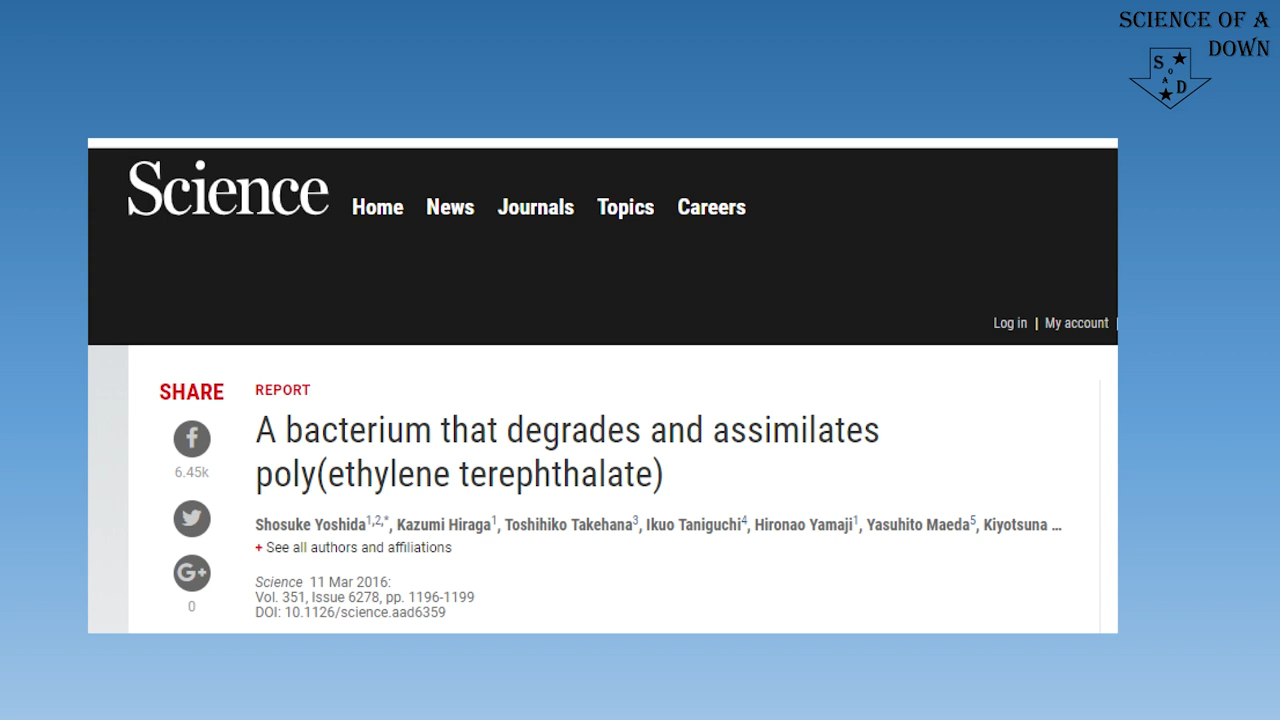 SCIENCE OF A
DOWN
S
O
A
D
Science
Home News Journals Topics Careers
Log in | My account |
SHARE
REPORT
A bacterium that degrades and assimilates
poly(ethylene terephthalate)
6.45k
Shosuke Yoshida1,2,*, Kazumi Hiraga1, Toshihiko Takehana3, Ikuo Taniguchi4, Hironao Yamaji1, Yasuhito Maeda5, Kiyotsuna ...
+ See all authors and affiliations
G+
Science 11 Mar 2016:
Vol. 351, Issue 6278, pp. 1196-1199
DOI: 10.1126/science.aad6359
0